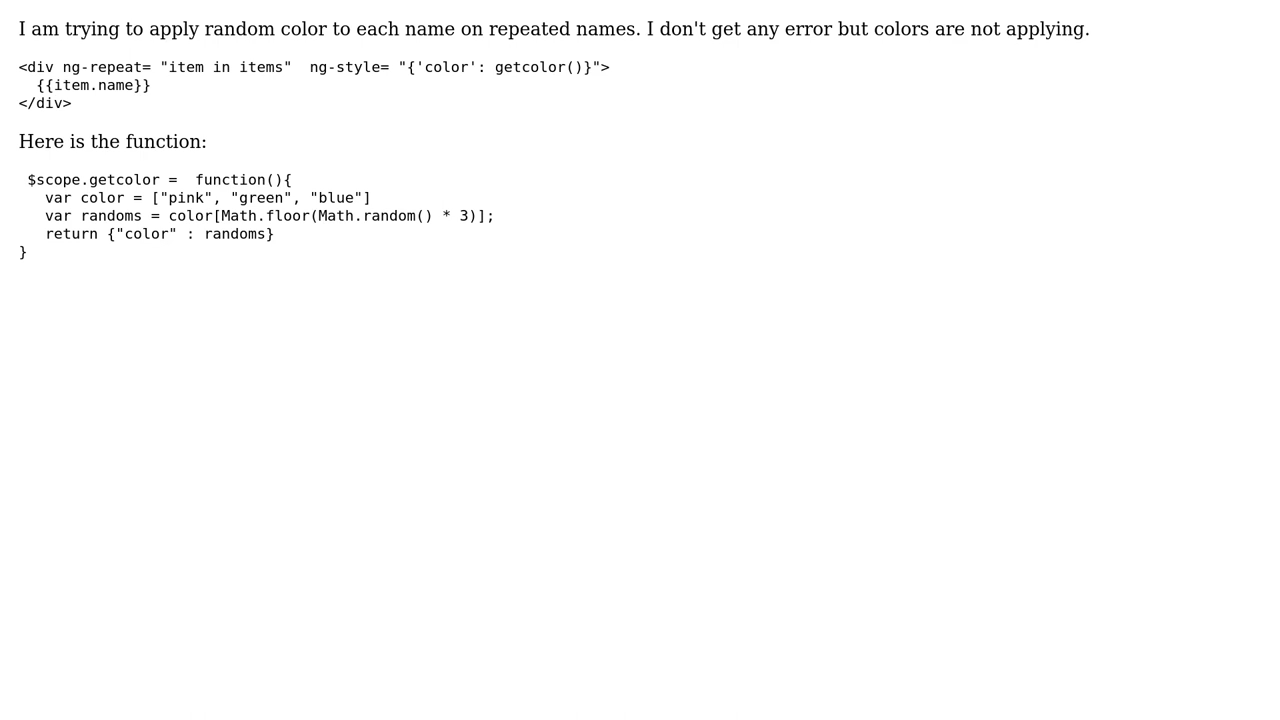 I am trying to apply random color to each name on repeated names. I don't get any error but colors are not applying.
<div ng-repeat= "item in items"  ng-style= "{'color': getcolor()}">
  {{item.name}}
</div>
Here is the function:
 $scope.getcolor =  function(){
   var color = ["pink", "green", "blue"]
   var randoms = color[Math.floor(Math.random() * 3)];
   return {"color" : randoms}
}